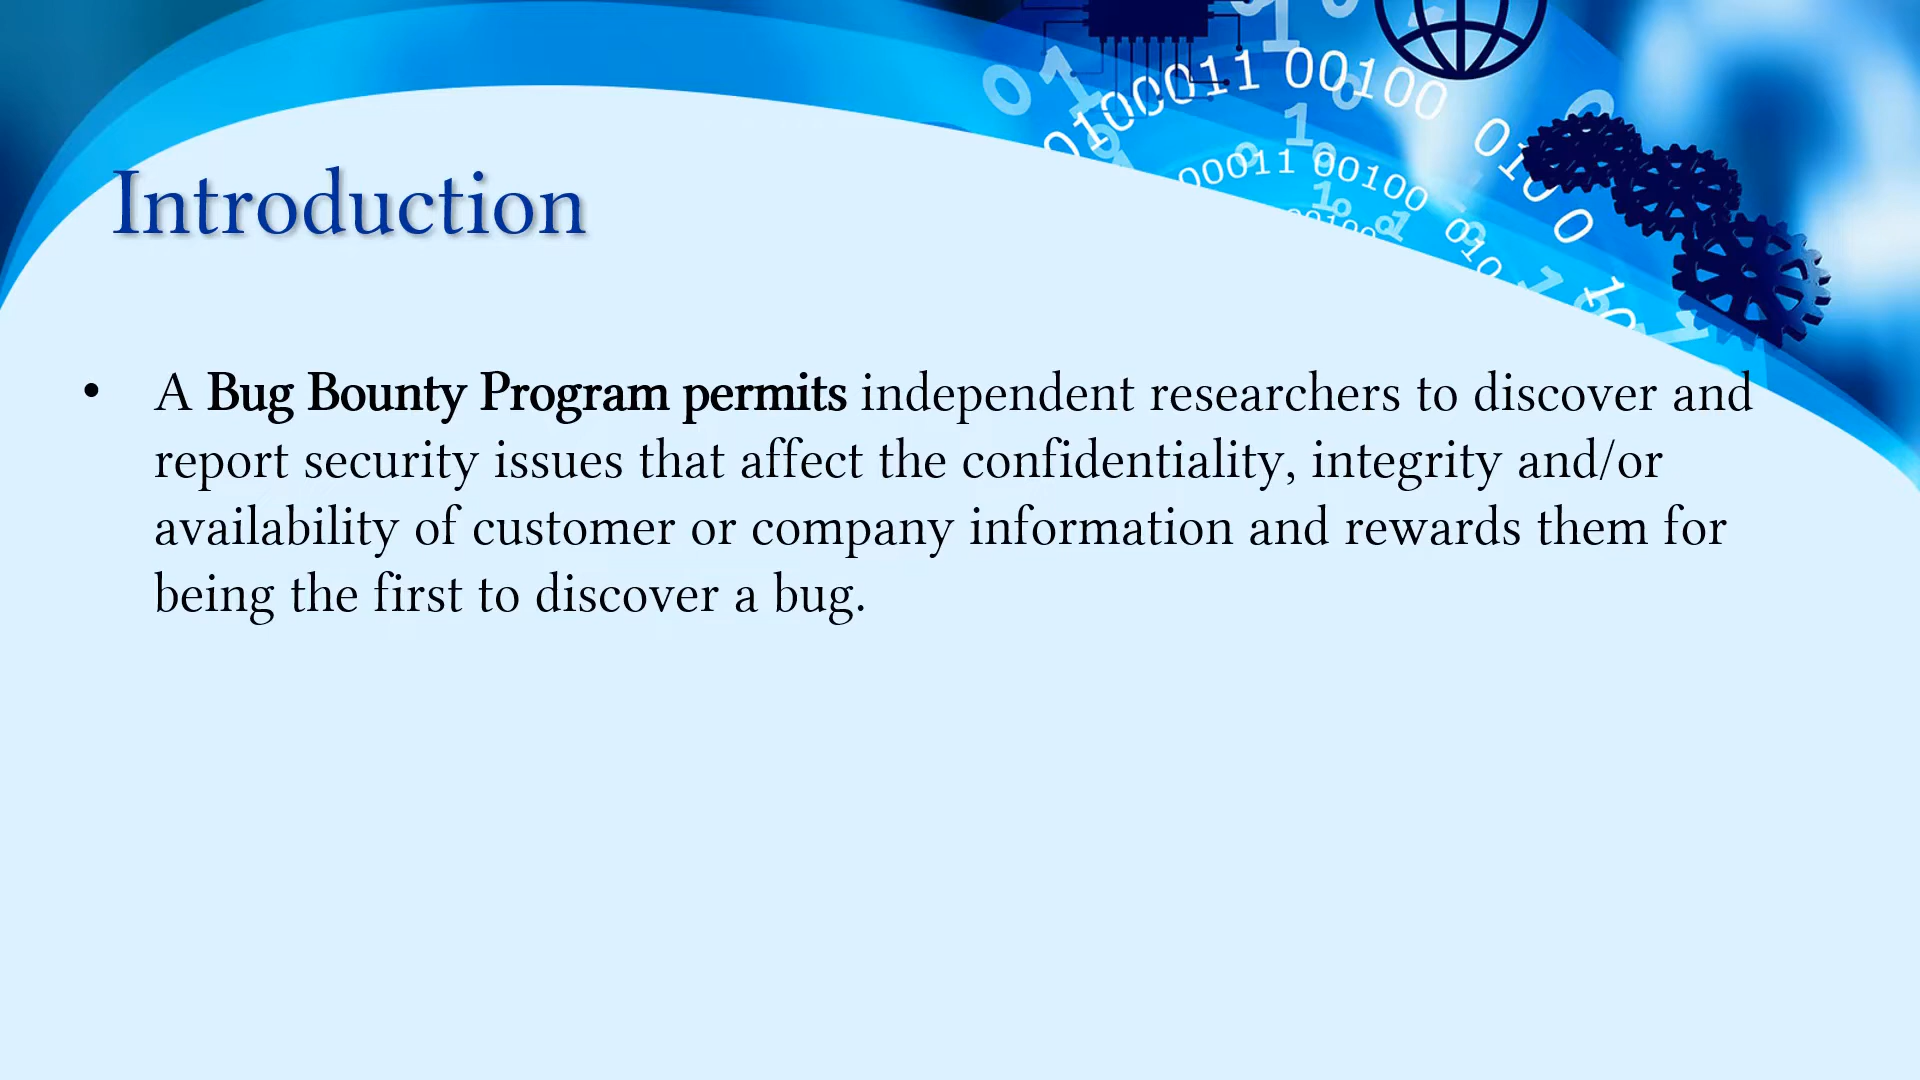 Introduction
• A Bug Bounty Program permits independent researchers to discover and
report security issues that affect the confidentiality, integrity and/or
availability of customer or company information and rewards them for
being the first to discover a bug.